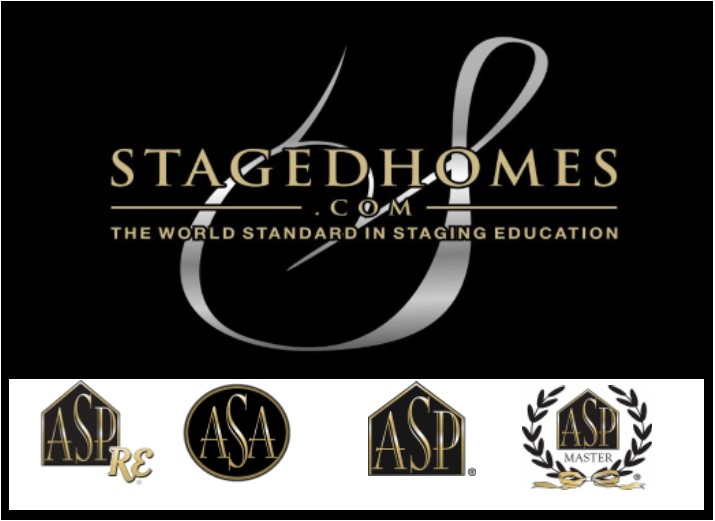 STAGEDHOMES
.COM
THE WORLD STANDARD IN STAGING EDUCATION
ASP RE ®
ASA
ASP ®
ASP
MASTER ®